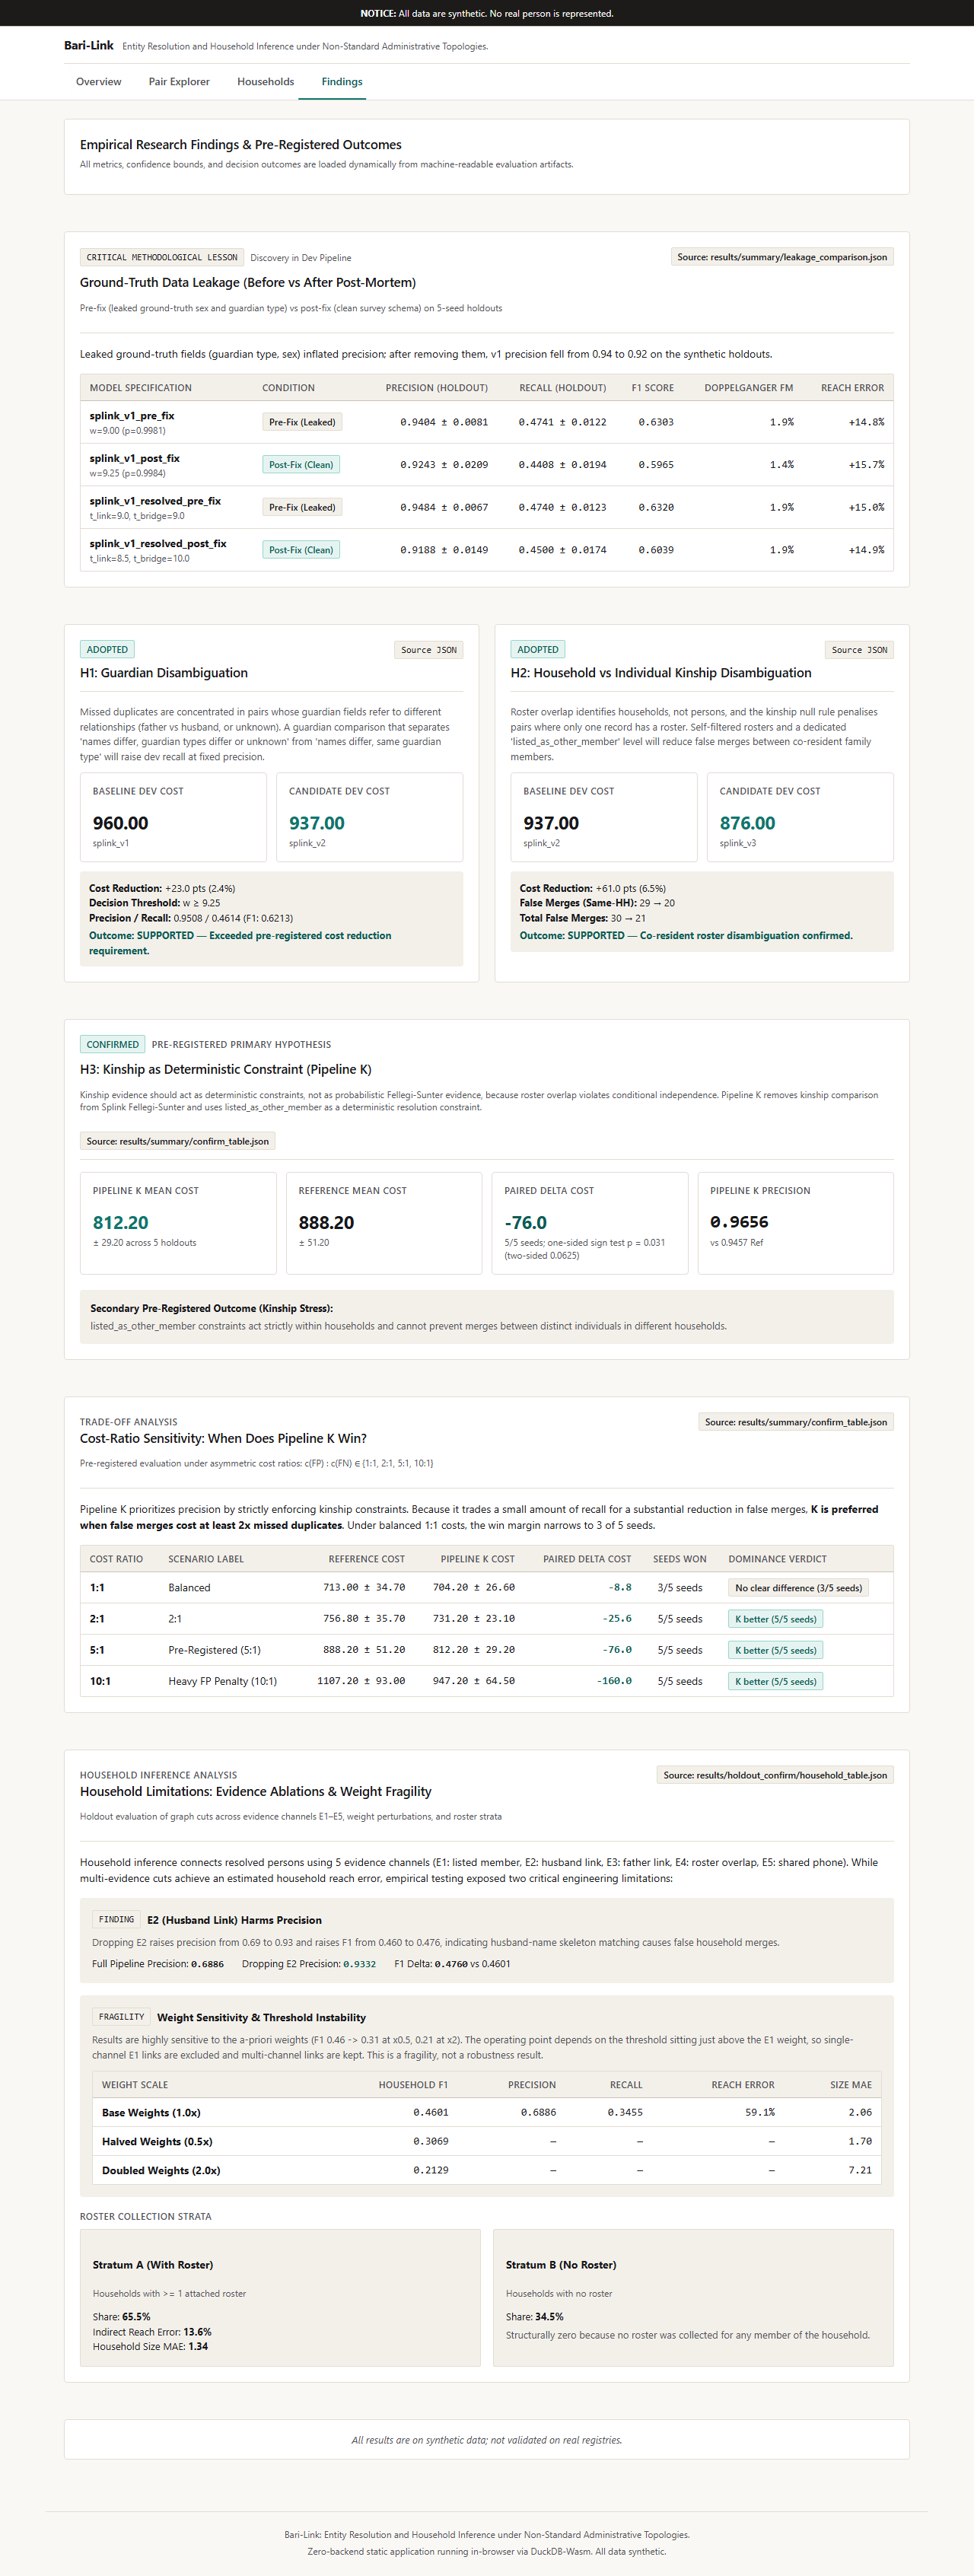 NOTICE: All data are synthetic. No real person is represented.
Bari-Link Entity Resolution and Household Inference under Non-Standard Administrative Topologies.
Overview Pair Explorer Households Findings
Empirical Research Findings & Pre-Registered Outcomes
All metrics, confidence bounds, and decision outcomes are loaded dynamically from machine-readable evaluation artifacts.
CRITICAL METHODOLOGICAL LESSON Discovery in Dev Pipeline Source: results/summary/leakage_comparison.json
Ground-Truth Data Leakage (Before vs After Post-Mortem)
Pre-fix (leaked ground-truth sex and guardian type) vs post-fix (clean survey schema) on 5-seed holdouts
Leaked ground-truth fields (guardian type, sex) inflated precision; after removing them, v1 precision fell from 0.94 to 0.92 on the synthetic holdouts.
MODEL SPECIFICATION CONDITION PRECISION (HOLDOUT) RECALL (HOLDOUT) F1 SCORE DOPPELGANGER FM REACH ERROR
splink_v1_pre_fix
w=9.00 (p=0.9981)
Pre-Fix (Leaked) 0.9404 ± 0.0081 0.4741 ± 0.0122 0.6303 1.9% +14.8%
splink_v1_post_fix
w=9.25 (p=0.9984)
Post-Fix (Clean) 0.9243 ± 0.0209 0.4408 ± 0.0194 0.5965 1.4% +15.7%
splink_v1_resolved_pre_fix
t_link=9.0, t_bridge=9.0
Pre-Fix (Leaked) 0.9484 ± 0.0067 0.4740 ± 0.0123 0.6320 1.9% +15.0%
splink_v1_resolved_post_fix
t_link=8.5, t_bridge=10.0
Post-Fix (Clean) 0.9188 ± 0.0149 0.4500 ± 0.0174 0.6039 1.9% +14.9%
ADOPTED Source JSON
H1: Guardian Disambiguation
Missed duplicates are concentrated in pairs whose guardian fields refer to different
relationships (father vs husband, or unknown). A guardian comparison that separates
'names differ, guardian types differ or unknown' from 'names differ, same guardian
type' will raise dev recall at fixed precision.
BASELINE DEV COST
960.00
splink_v1
CANDIDATE DEV COST
937.00
splink_v2
Cost Reduction: +23.0 pts (2.4%)
Decision Threshold: w ≥ 9.25
Precision / Recall: 0.9508 / 0.4614 (F1: 0.6213)
Outcome: SUPPORTED — Exceeded pre-registered cost reduction
requirement.
ADOPTED Source JSON
H2: Household vs Individual Kinship Disambiguation
Roster overlap identifies households, not persons, and the kinship null rule penalises
pairs where only one record has a roster. Self-filtered rosters and a dedicated
'listed_as_other_member' level will reduce false merges between co-resident family
members.
BASELINE DEV COST
937.00
splink_v2
CANDIDATE DEV COST
876.00
splink_v3
Cost Reduction: +61.0 pts (6.5%)
False Merges (Same-HH): 29 → 20
Total False Merges: 30 → 21
Outcome: SUPPORTED — Co-resident roster disambiguation confirmed.
CONFIRMED PRE-REGISTERED PRIMARY HYPOTHESIS
H3: Kinship as Deterministic Constraint (Pipeline K)
Kinship evidence should act as deterministic constraints, not as probabilistic Fellegi-Sunter evidence, because roster overlap violates conditional independence. Pipeline K removes kinship comparison
from Splink Fellegi-Sunter and uses listed_as_other_member as a deterministic resolution constraint.
Source: results/summary/confirm_table.json
PIPELINE K MEAN COST
812.20
± 29.20 across 5 holdouts
REFERENCE MEAN COST
888.20
± 51.20
PAIRED DELTA COST
-76.0
5/5 seeds; one-sided sign test p = 0.031
(two-sided 0.0625)
PIPELINE K PRECISION
0.9656
vs 0.9457 Ref
Secondary Pre-Registered Outcome (Kinship Stress):
listed_as_other_member constraints act strictly within households and cannot prevent merges between distinct individuals in different households.
TRADE-OFF ANALYSIS Source: results/summary/confirm_table.json
Cost-Ratio Sensitivity: When Does Pipeline K Win?
Pre-registered evaluation under asymmetric cost ratios: c(FP) : c(FN) ∈ {1:1, 2:1, 5:1, 10:1}
Pipeline K prioritizes precision by strictly enforcing kinship constraints. Because it trades a small amount of recall for a substantial reduction in false merges, K is preferred
when false merges cost at least 2x missed duplicates. Under balanced 1:1 costs, the win margin narrows to 3 of 5 seeds.
COST RATIO SCENARIO LABEL REFERENCE COST PIPELINE K COST PAIRED DELTA COST SEEDS WON DOMINANCE VERDICT
1:1 Balanced 713.00 ± 34.70 704.20 ± 26.60 -8.8 3/5 seeds No clear difference (3/5 seeds)
2:1 2:1 756.80 ± 35.70 731.20 ± 23.10 -25.6 5/5 seeds K better (5/5 seeds)
5:1 Pre-Registered (5:1) 888.20 ± 51.20 812.20 ± 29.20 -76.0 5/5 seeds K better (5/5 seeds)
10:1 Heavy FP Penalty (10:1) 1107.20 ± 93.00 947.20 ± 64.50 -160.0 5/5 seeds K better (5/5 seeds)
HOUSEHOLD INFERENCE ANALYSIS Source: results/holdout_confirm/household_table.json
Household Limitations: Evidence Ablations & Weight Fragility
Holdout evaluation of graph cuts across evidence channels E1–E5, weight perturbations, and roster strata
Household inference connects resolved persons using 5 evidence channels (E1: listed member, E2: husband link, E3: father link, E4: roster overlap, E5: shared phone). While
multi-evidence cuts achieve an estimated household reach error, empirical testing exposed two critical engineering limitations:
FINDING E2 (Husband Link) Harms Precision
Dropping E2 raises precision from 0.69 to 0.93 and raises F1 from 0.460 to 0.476, indicating husband-name skeleton matching causes false household merges.
Full Pipeline Precision: 0.6886 Dropping E2 Precision: 0.9332 F1 Delta: 0.4760 vs 0.4601
FRAGILITY Weight Sensitivity & Threshold Instability
Results are highly sensitive to the a-priori weights (F1 0.46 -> 0.31 at x0.5, 0.21 at x2). The operating point depends on the threshold sitting just above the E1 weight, so single-
channel E1 links are excluded and multi-channel links are kept. This is a fragility, not a robustness result.
WEIGHT SCALE HOUSEHOLD F1 PRECISION RECALL REACH ERROR SIZE MAE
Base Weights (1.0x) 0.4601 0.6886 0.3455 59.1% 2.06
Halved Weights (0.5x) 0.3069 — — — 1.70
Doubled Weights (2.0x) 0.2129 — — — 7.21
ROSTER COLLECTION STRATA
Stratum A (With Roster)
Households with >= 1 attached roster
Share: 65.5%
Indirect Reach Error: 13.6%
Household Size MAE: 1.34
Stratum B (No Roster)
Households with no roster
Share: 34.5%
Structurally zero because no roster was collected for any member of the household.
All results are on synthetic data; not validated on real registries.
Bari-Link: Entity Resolution and Household Inference under Non-Standard Administrative Topologies.
Zero-backend static application running in-browser via DuckDB-Wasm. All data synthetic.